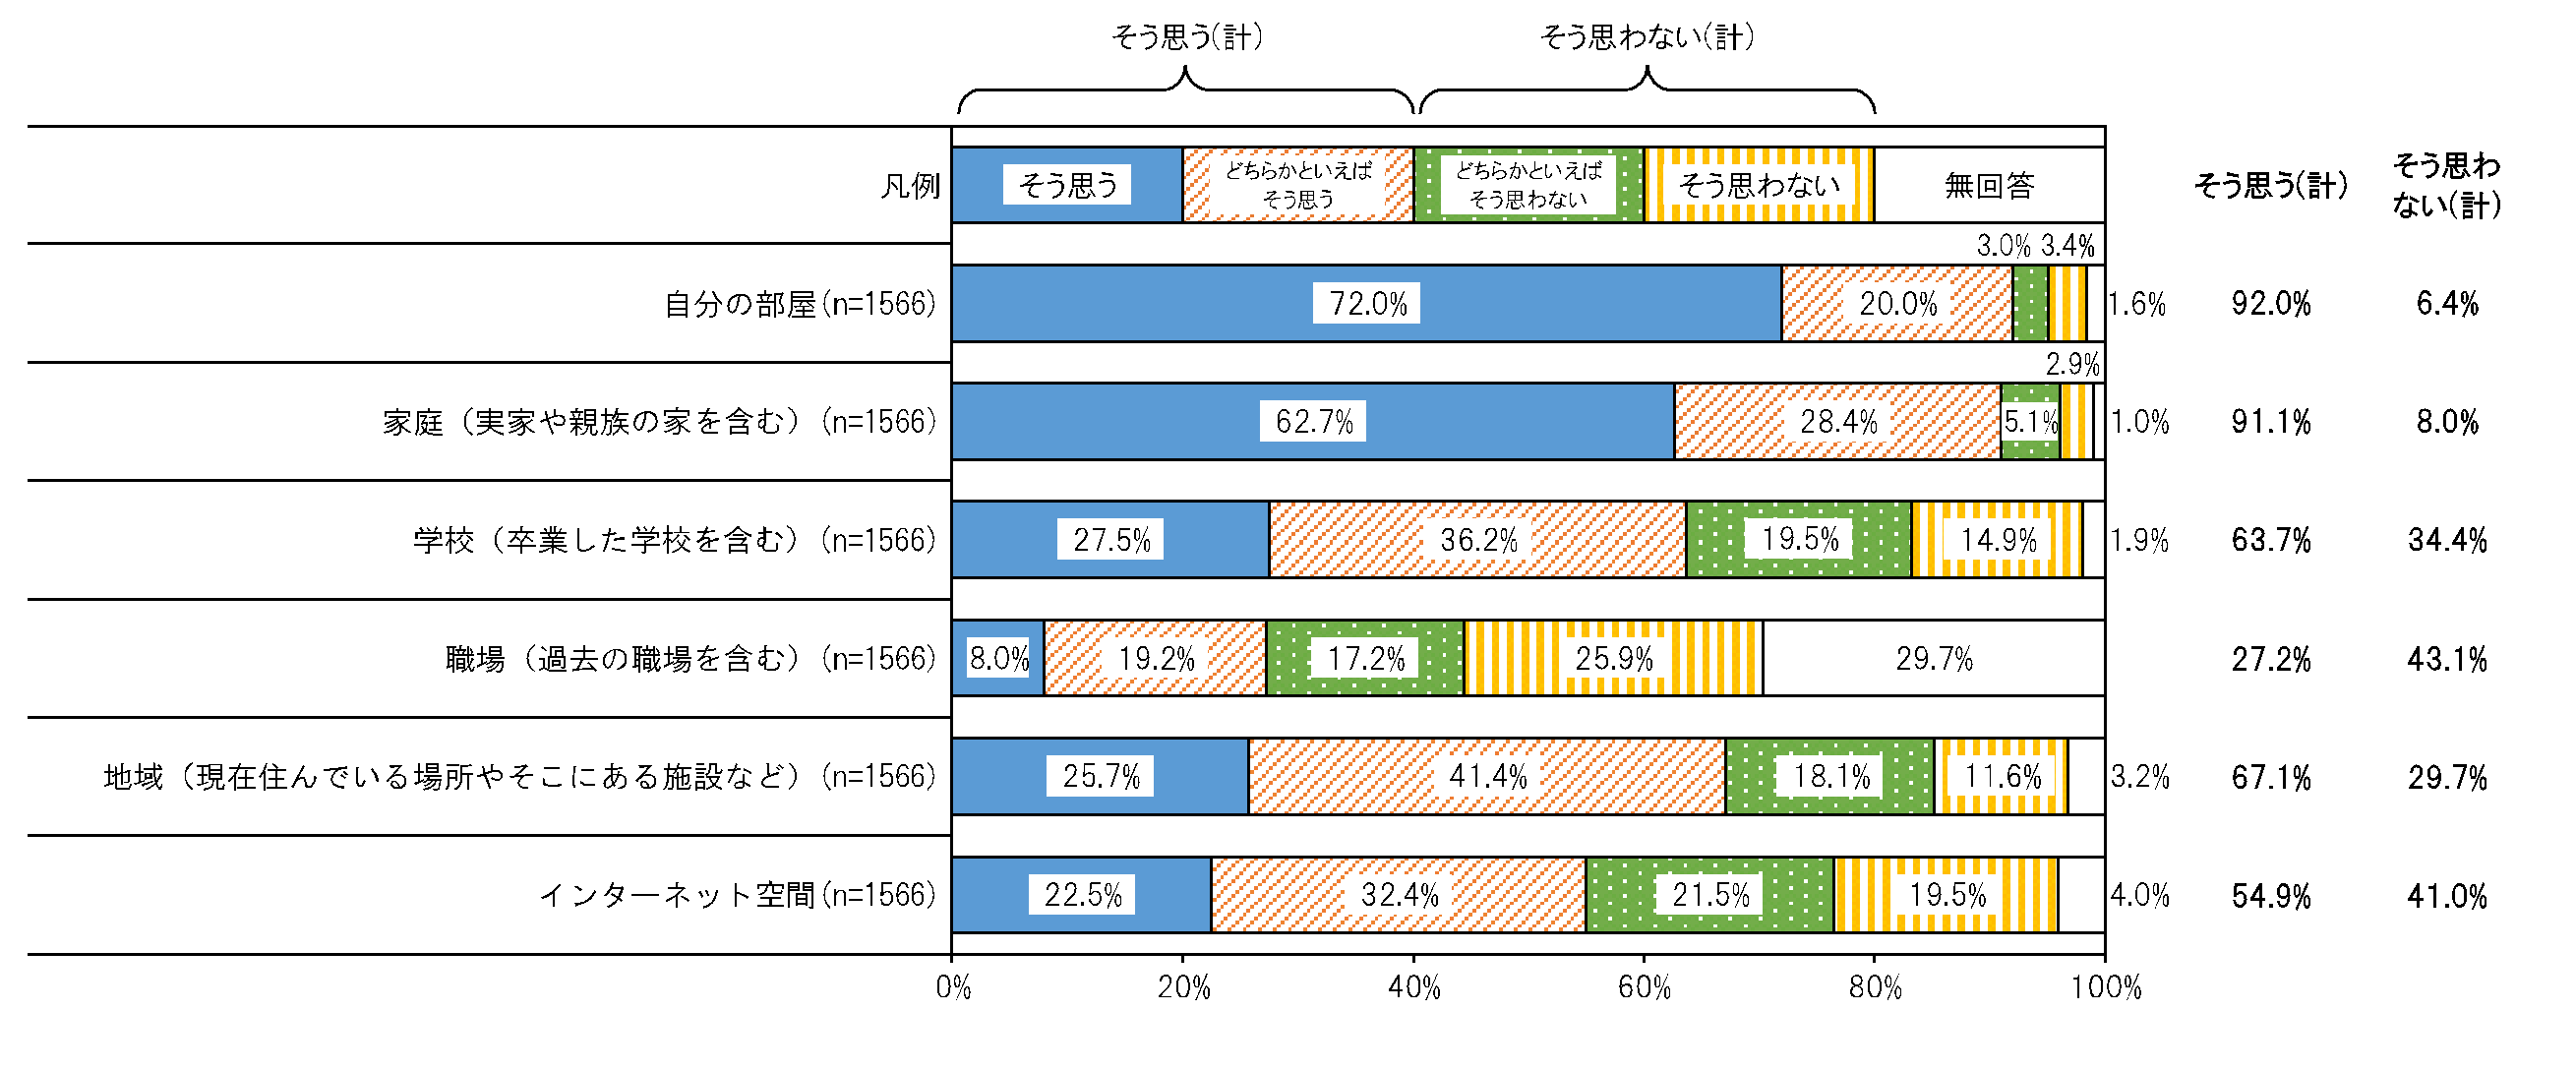 そう思う(計) そう思わない(計)
凡例 そう思う どちらかといえば どちらかといえば そう思わない 無回答 そう思う(計) そう思わ
そう思う そう思わない ない(計)
3.0% 3.4%
自分の部屋(n=1566) 72.0% 20.0% 1.6% 92.0% 6.4%
2.9%
家庭（実家や親族の家を含む）(n=1566) 62.7% 28.4% 5.1% 1.0% 91.1% 8.0%
学校（卒業した学校を含む）(n=1566) 27.5% 36.2% 19.5% 14.9% 1.9% 63.7% 34.4%
職場（過去の職場を含む）(n=1566) 8.0% 19.2% 17.2% 25.9% 29.7% 27.2% 43.1%
地域（現在住んでいる場所やそこにある施設など）(n=1566) 25.7% 41.4% 18.1% 11.6% 3.2% 67.1% 29.7%
インターネット空間(n=1566) 22.5% 32.4% 21.5% 19.5% 4.0% 54.9% 41.0%
0% 20% 40% 60% 80% 100%